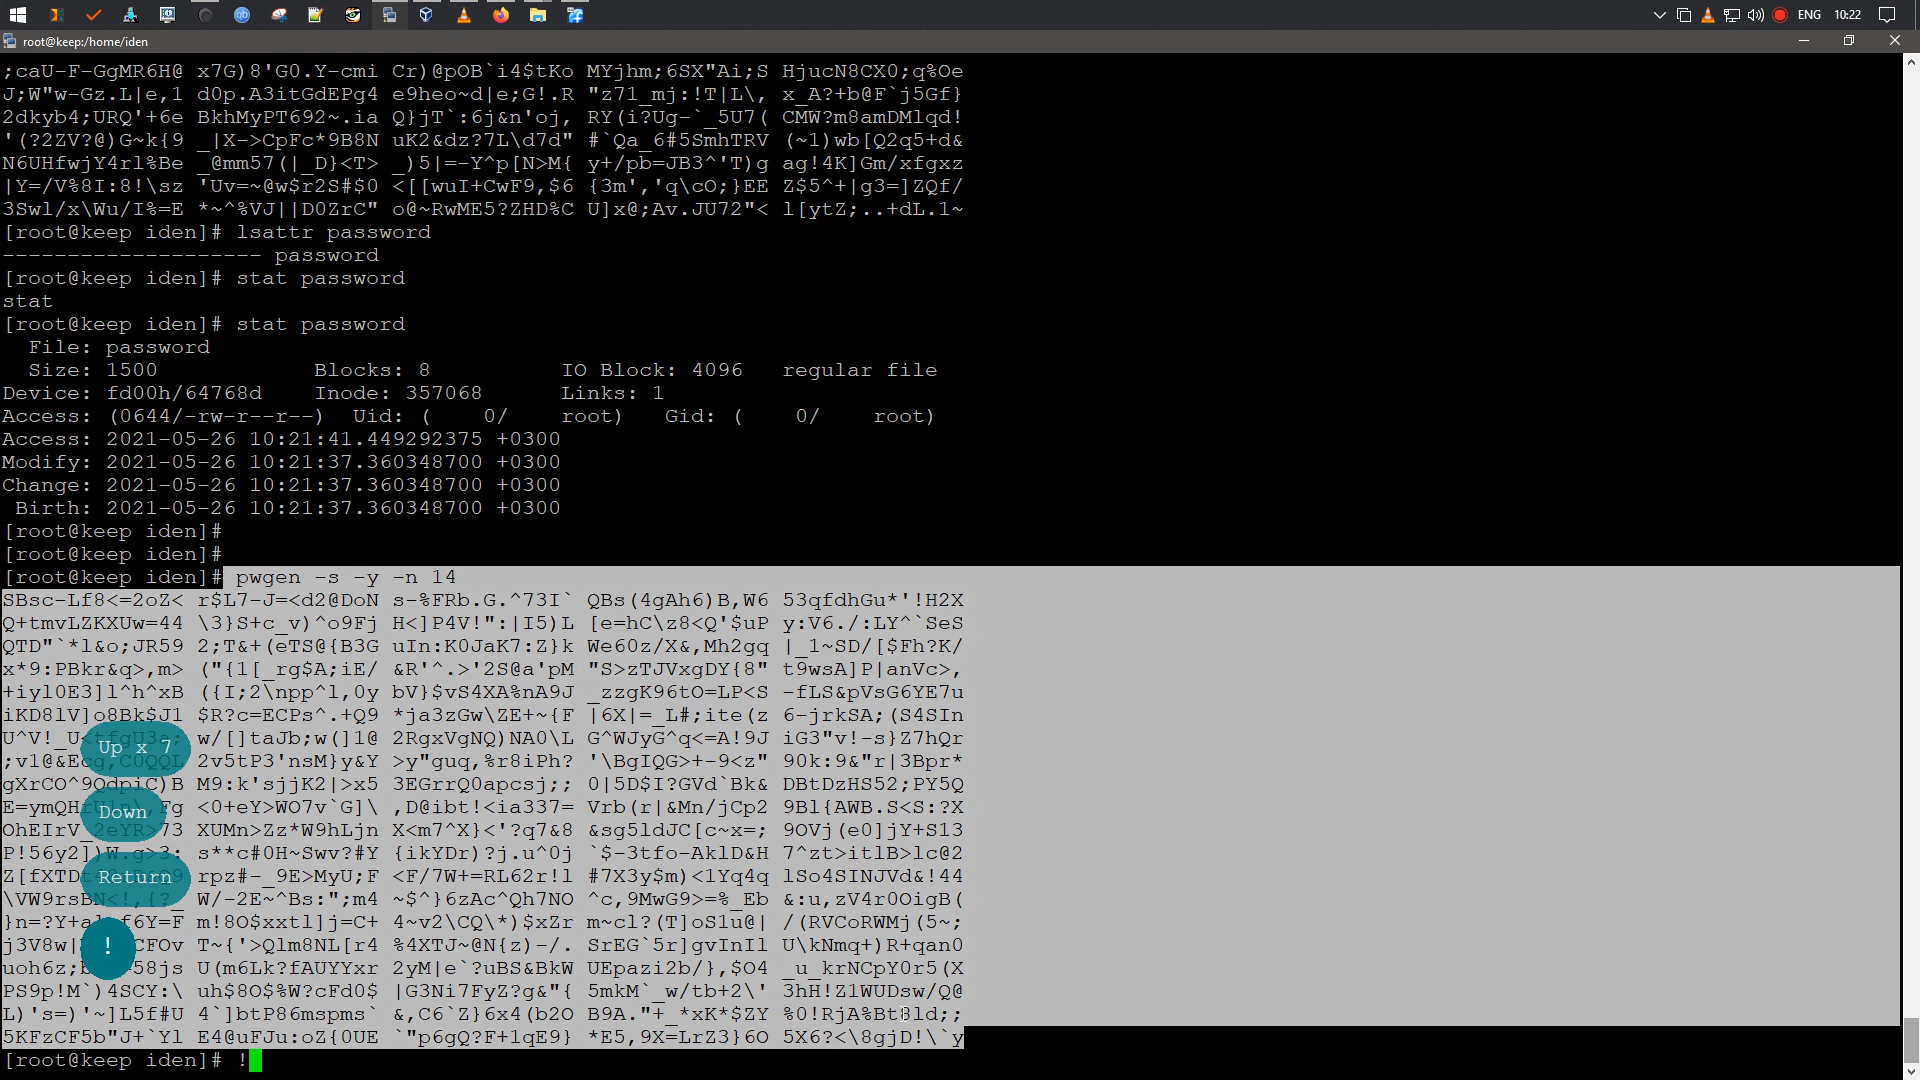 ENG 10:22
root@keep:/home/iden
;caU-F-GgMR6H@ x7G)8'G0.Y-cmi Cr)@pOB`i4$tKo MYjhm;6SX"Ai;S HjucN8CX0;q%Oe
J;W"w-Gz.L|e,1 d0p.A3itGdEPg4 e9heo~d|e;G!.R "z71_mj:!T|L\, x_A?+b@F`j5Gf}
2dkyb4;URQ'+6e BkhMyPT692~.ia Q}jT`:6j&n'oj, RY(i?Ug-`_5U7( CMW?m8amDMlqd!
'(?2ZV?@)G~k{9 _|X->CpFc*9B8N uK2&dz?7L\d7d" #`Qa_6#5SmhTRV (~1)wb[Q2q5+d&
N6UHfwjY4rl%Be _@mm57(|_D}<T> _)5|=-Y^p[N>M{ y+/pb=JB3^'T)g ag!4K]Gm/xfgxz
|Y=/V%8I:8!\sz 'Uv=~@w$r2S#$0 <[[wuI+CwF9,$6 {3m','q\cO;}EE Z$5^+|g3=]ZQf/
3Swl/x\Wu/I%=E *~^%VJ||D0ZrC" o@~RwME5?ZHD%C U]x@;Av.JU72"< l[ytZ;..+dL.1~
[root@keep iden]# lsattr password
-------------------- password
[root@keep iden]# stat password
stat
[root@keep iden]# stat password
File: password
Size: 1500 Blocks: 8 IO Block: 4096 regular file
Device: fd00h/64768d Inode: 357068 Links: 1
Access: (0644/-rw-r--r--) Uid: ( 0/ root) Gid: ( 0/ root)
Access: 2021-05-26 10:21:41.449292375 +0300
Modify: 2021-05-26 10:21:37.360348700 +0300
Change: 2021-05-26 10:21:37.360348700 +0300
Birth: 2021-05-26 10:21:37.360348700 +0300
[root@keep iden]#
[root@keep iden]#
[root@keep iden]# pwgen -s -y -n 14
SBsc-Lf8<=2oZ< r$L7-J=<d2@DoN s-%FRb.G.^73I` QBs(4gAh6)B,W6 53qfdhGu*'!H2X
Q+tmvLZKXUw=44 \3}S+c_v)^o9Fj H<]P4V!":|I5)L [e=hC\z8<Q'$uP y:V6./:LY^`SeS
QTD"`*l&o;JR59 2;T&+(eTS@{B3G uIn:K0JaK7:Z}k We60z/X&,Mh2gq |_1~SD/[$Fh?K/
x*9:PBkr&q>,m> ("{1[_rg$A;iE/ &R'^.>'2S@a'pM "S>zTJVxgDY{8" t9wsA]P|anVc>,
+iyl0E3]l^h^xB ({I;2\npp^l,0y bV}$vS4XA%nA9J _zzgK96tO=LP<S -fLS&pVsG6YE7u
iKD8lV]o8Bk$J1 $R?c=ECPs^.+Q9 *ja3zGw\ZE+~{F |6X|=_L#;ite(z 6-jrkSA;(S4SIn
w/[]taJb;w(]1@ 2RgxVgNQ)NA0\L G^WJyG^q<=A!9J iG3"v!-s}Z7hQr
Up x 7
2v5tP3'nsM}y&Y >y"guq,%r8iPh? '\BgIQG>+-9<z" 90k:9&"r|3Bpr*
gXrCO^9QdpiC)B M9:k'sjjK2|>x5 3EGrrQ0apcsj;; 0|5D$I?GVd`Bk& DBtDzHS52;PY5Q
<0+eY>WO7v`G]\ ,D@ibt!<ia337= Vrb(r|&Mn/jCp2 9Bl{AWB.S<S:?X
Down
XUMn>Zz*W9hLjn X<m7^X}<'?q7&8 &sg5ldJC[c~x=; 9OVj(e0]jY+S13
s**c#0H~Swv?#Y {ikYDr)?j.u^0j `$-3tfo-AklD&H 7^zt>itlB>lc@2
rpz#-_9E>MyU;F <F/7W+=RL62r!l #7X3y$m)<1Yq4q lSo4SINJVd&!44
Return
W/-2E~^Bs:";m4 ~$^}6zAc^Qh7NO ^c,9MwG9>=%_Eb &:u,zV4r0OigB(
m!8O$xxtl]j=C+ 4~v2\CQ\*)$xZr m~cl?(T]oS1u@| /(RVCoRWMj(5~;
T~{'>Qlm8NL[r4 %4XTJ~@N{z)-/. SrEG`5r]gvInIl U\kNmq+)R+qan0
!
U(m6Lk?fAUYYxr 2yM|e`?uBS&BkW UEpazi2b/},$O4 _u_krNCpY0r5(X
PS9p!M`)4SCY:\ uh$8O$%W?cFd0$ |G3Ni7FyZ?g&"{ 5mkM`_w/tb+2\' 3hH!Z1WUDsw/Q@
L)'s=)'~]L5f#U 4`]btP86mspms` &,C6`Z}6x4(b2O B9A."+_*xK*$ZY %0!RjA%Bt8ld;;
5KFzCF5b"J+`Yl E4@uFJu:oZ{0UE `"p6gQ?F+1qE9} *E5,9X=LrZ3}6O 5X6?<\8gjD!\`y
[root@keep iden]# !